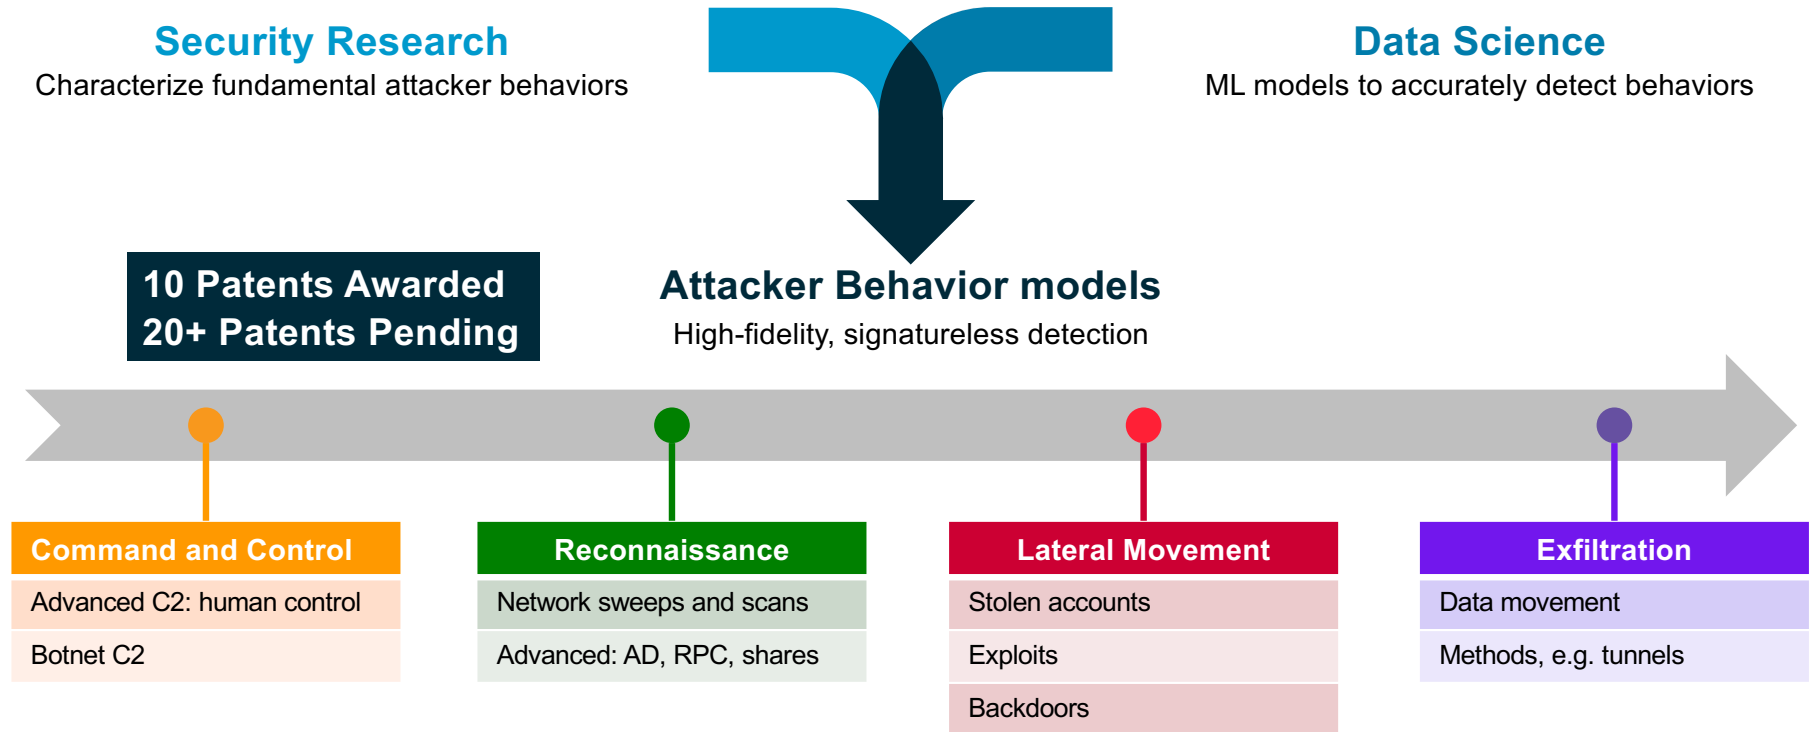 Security Research
Characterize fundamental attacker behaviors
Data Science
ML models to accurately detect behaviors
10 Patents Awarded
20+ Patents Pending
Attacker Behavior models
High-fidelity, signatureless detection
Command and Control
Advanced C2: human control
Botnet C2
Reconnaissance
Network sweeps and scans
Advanced: AD, RPC, shares
Lateral Movement
Stolen accounts
Exploits
Backdoors
Exfiltration
Data movement
Methods, e.g. tunnels